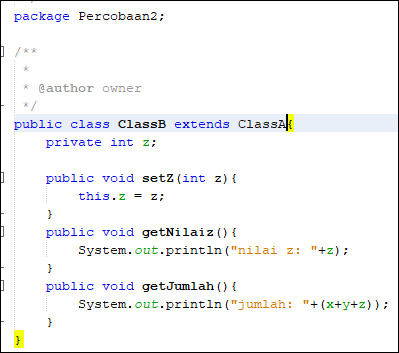 package Percobaan2;
/**
 *
 * @author owner
 */
public class ClassB extends ClassA{
    private int z;
    public void setZ(int z){
        this.z = z;
    }
    public void getNilaiz(){
        System.out.println("nilai z: "+z);
    }
    public void getJumlah(){
        System.out.println("jumlah: "+(x+y+z));
    }
}